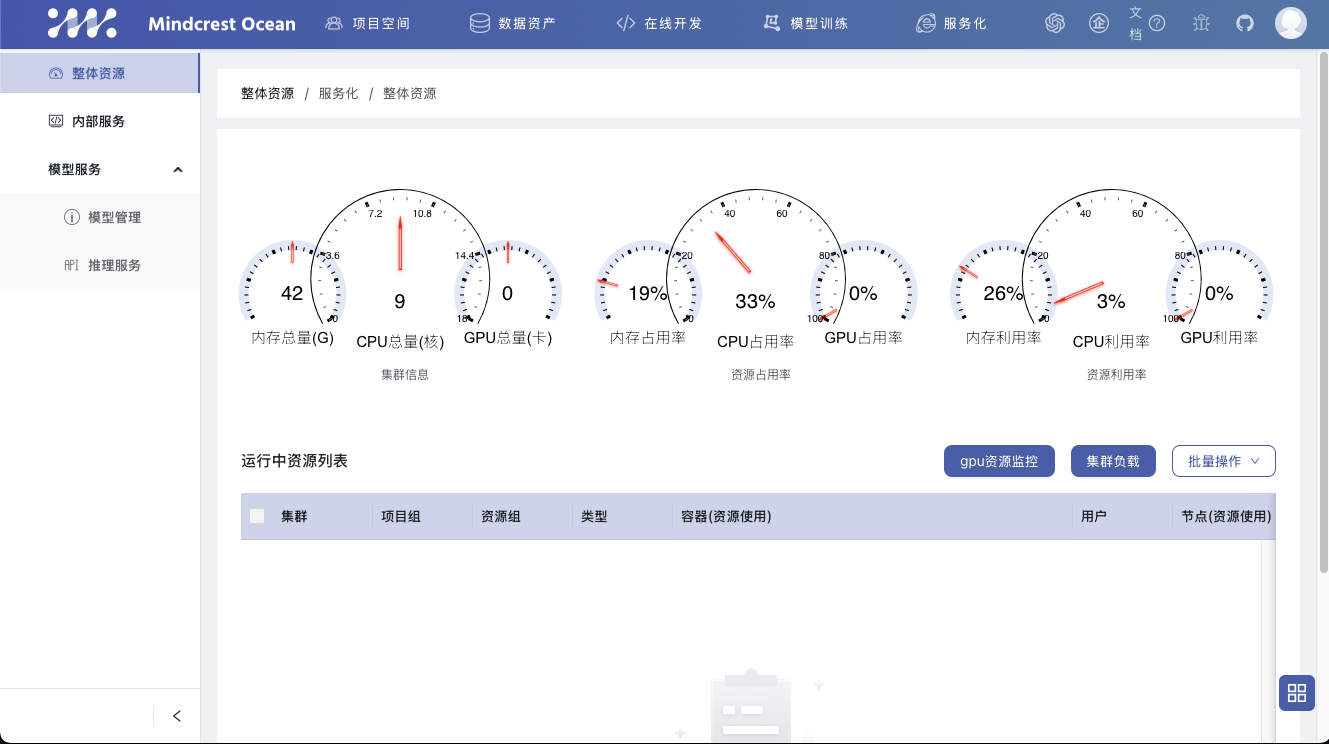 Mindcrest Ocean 项目空间 数据资产 在线开发 模型训练 服务化 文档
整体资源
内部服务
模型服务
模型管理
API 推理服务
整体资源 / 服务化 / 整体资源
7.2 10.8
3.6 14.4
0 18
42 9 0
内存总量(G) CPU总量(核) GPU总量(卡)
集群信息
40 60
20 80
0 100
19% 33% 0%
内存占用率 CPU占用率 GPU占用率
资源占用率
40 60
20 80
0 100
26% 3% 0%
内存利用率 CPU利用率 GPU利用率
资源利用率
运行中资源列表 gpu资源监控 集群负载 批量操作
集群 项目组 资源组 类型 容器(资源使用) 用户 节点(资源使用)